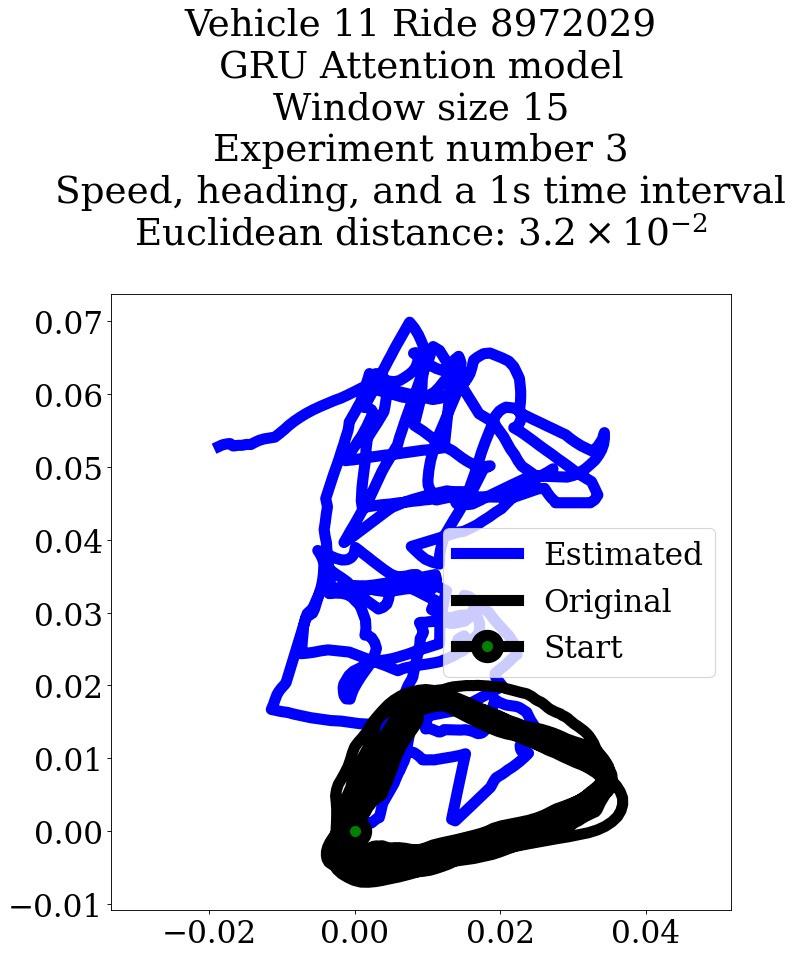 Vehicle 11 Ride 8972029
GRU Attention model
Window size 15
Experiment number 3
Speed, heading, and a 1s time interval
Euclidean distance: 3.2 × 10⁻²
0.07
0.06
0.05
0.04
Estimated
0.03
Original
Start
0.02
0.01
0.00
−0.01
−0.02 0.00 0.02 0.04